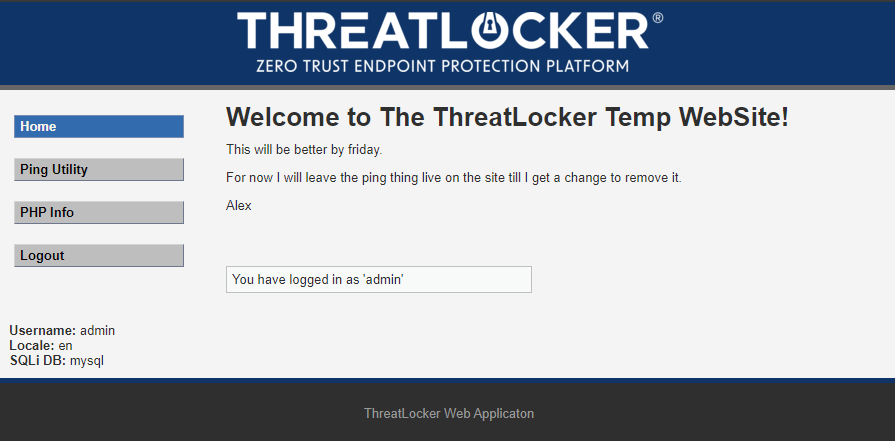 THREATLOCKER®
ZERO TRUST ENDPOINT PROTECTION PLATFORM
Home
Ping Utility
PHP Info
Logout
Welcome to The ThreatLocker Temp WebSite!
This will be better by friday.
For now I will leave the ping thing live on the site till I get a change to remove it.
Alex
You have logged in as 'admin'
Username: admin
Locale: en
SQLi DB: mysql
ThreatLocker Web Applicaton